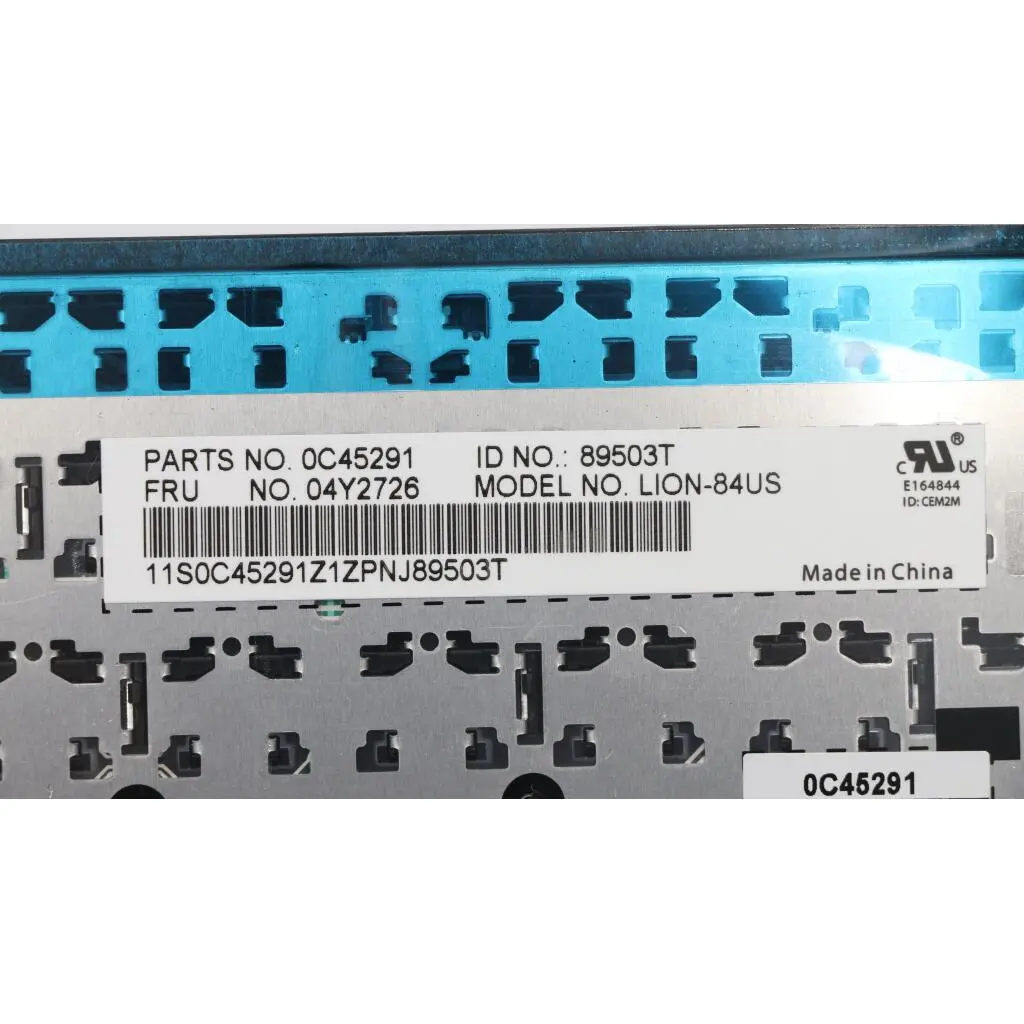 PARTS NO. 0C45291 ID NO.: 89503T
FRU NO. 04Y2726 MODEL NO. LION-84US
11S0C45291Z1ZPNJ89503T
c RU ® US
E164844
ID: CEM2M
Made in China
0C45291